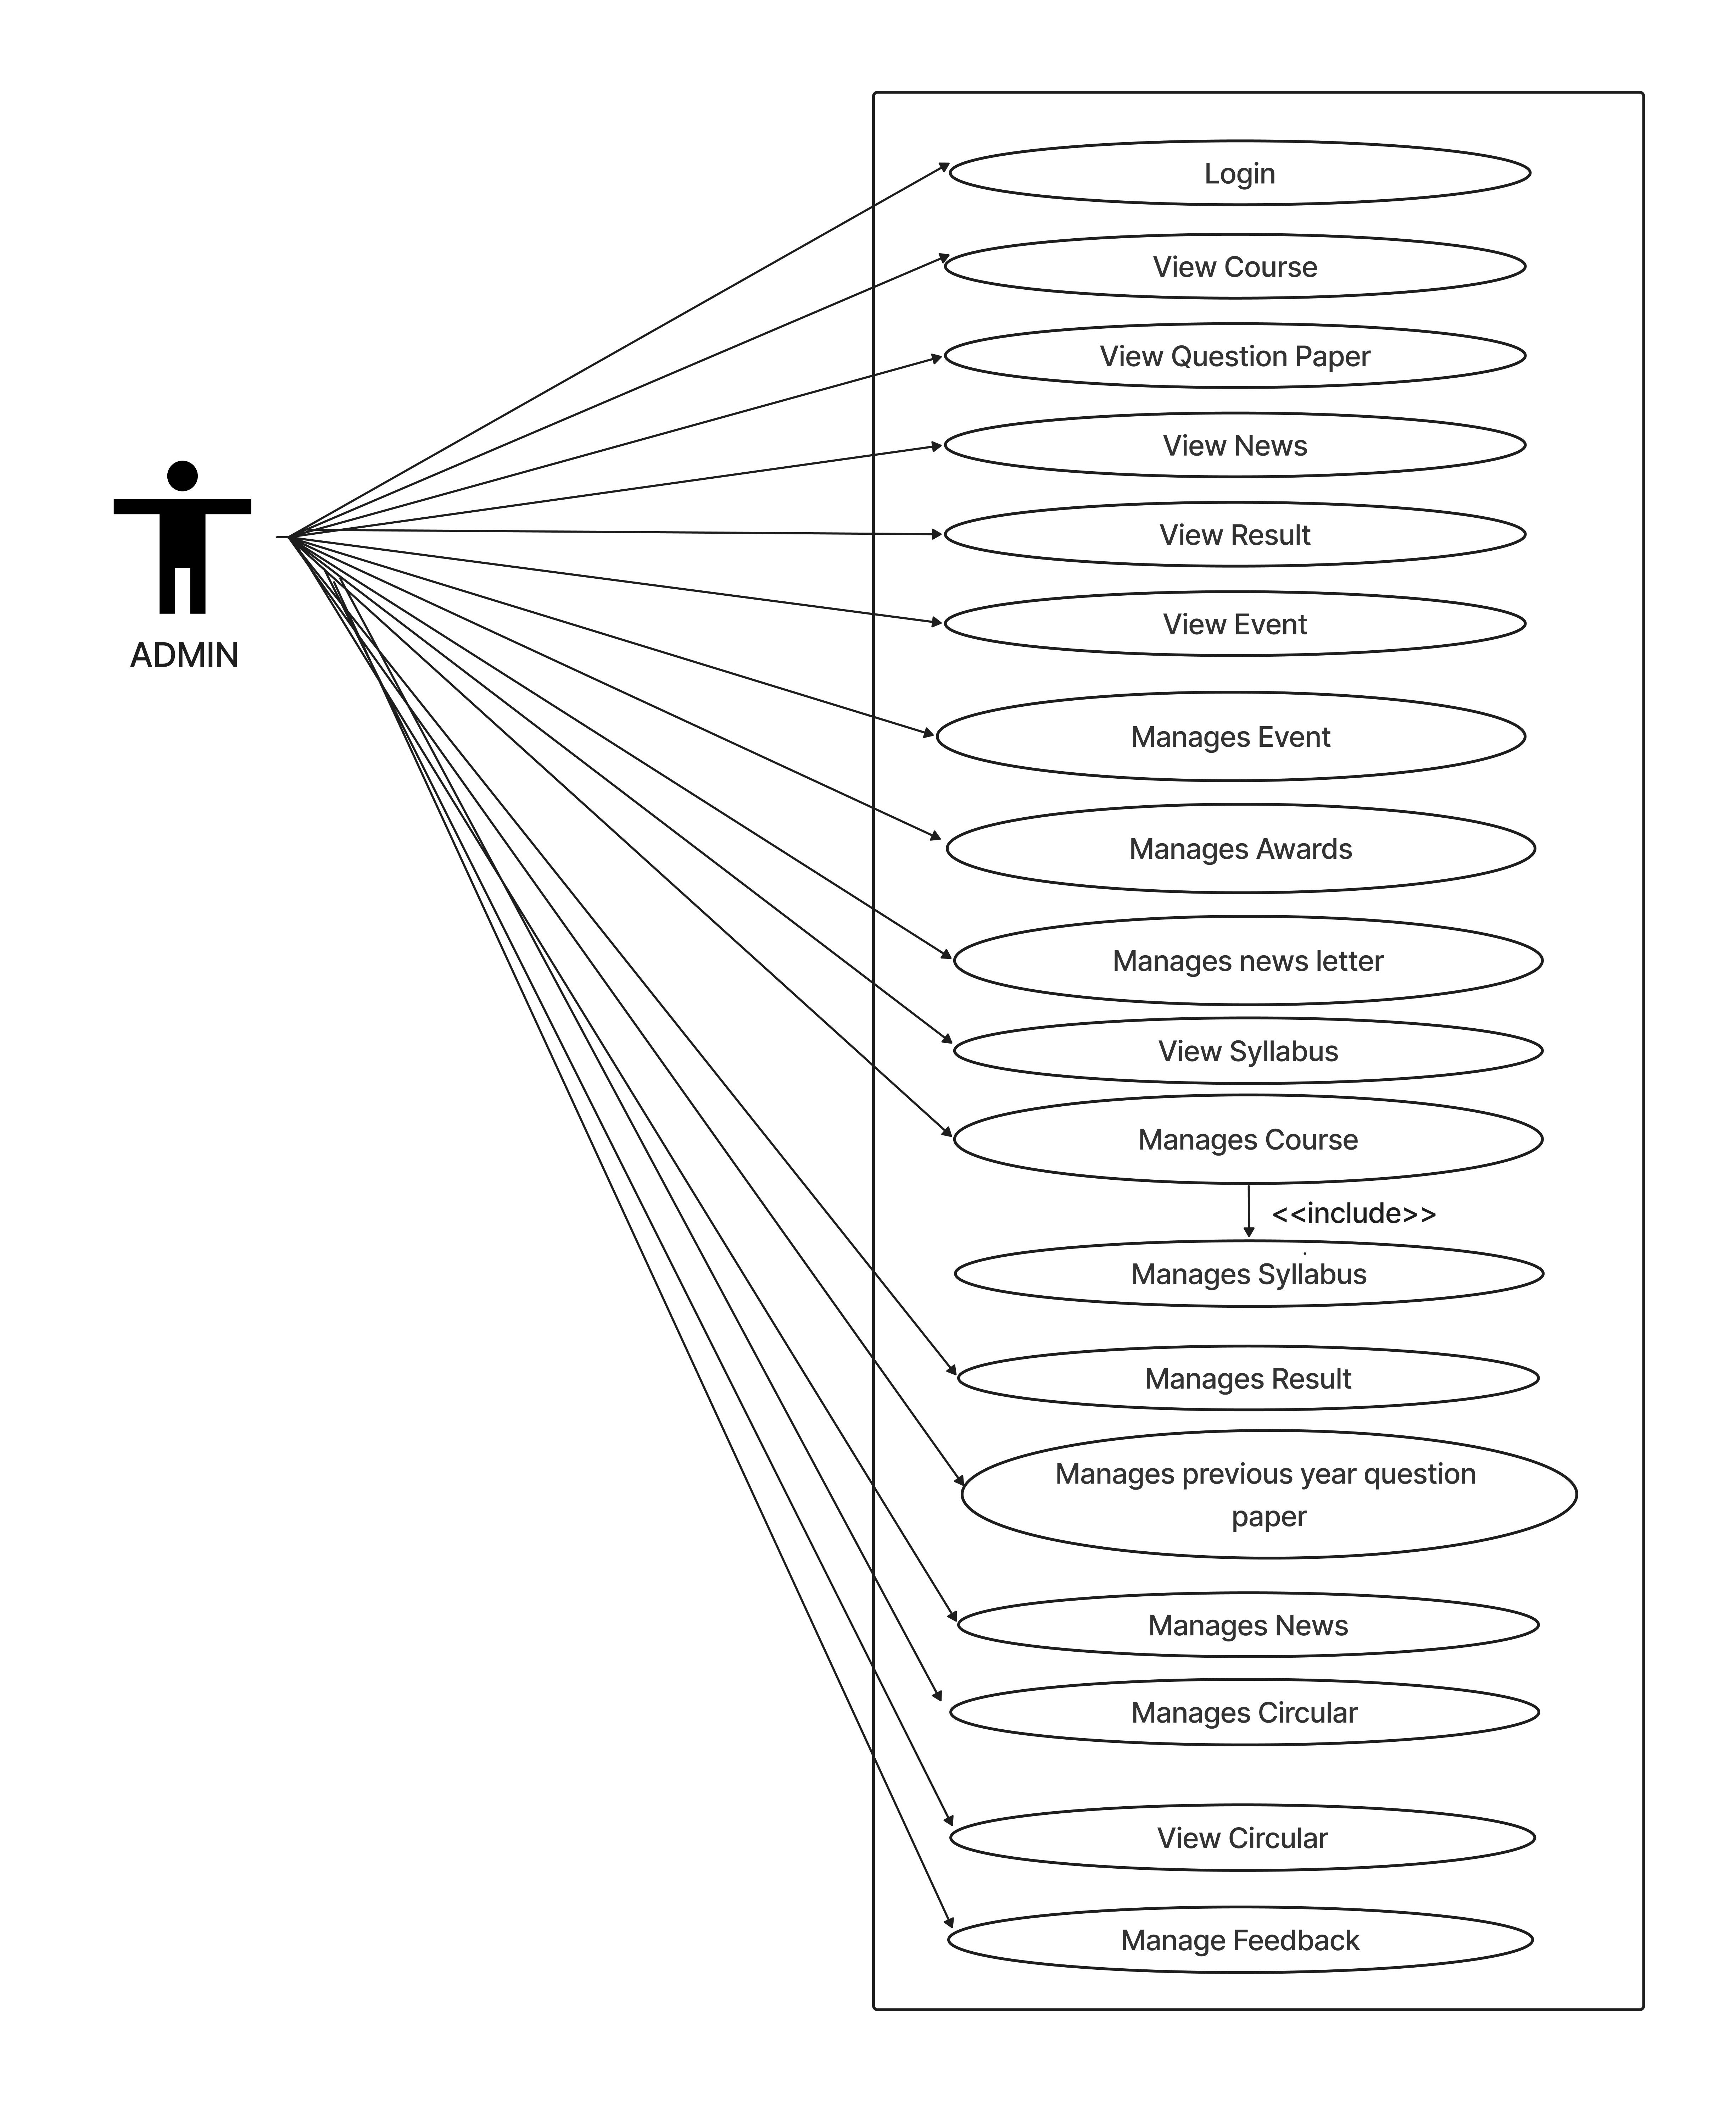 Login
View Course
View Question Paper
View News
View Result
View Event
ADMIN
Manages Event
Manages Awards
Manages news letter
View Syllabus
Manages Course
<<include>>
Manages Syllabus
Manages Result
Manages previous year question
paper
Manages News
Manages Circular
View Circular
Manage Feedback